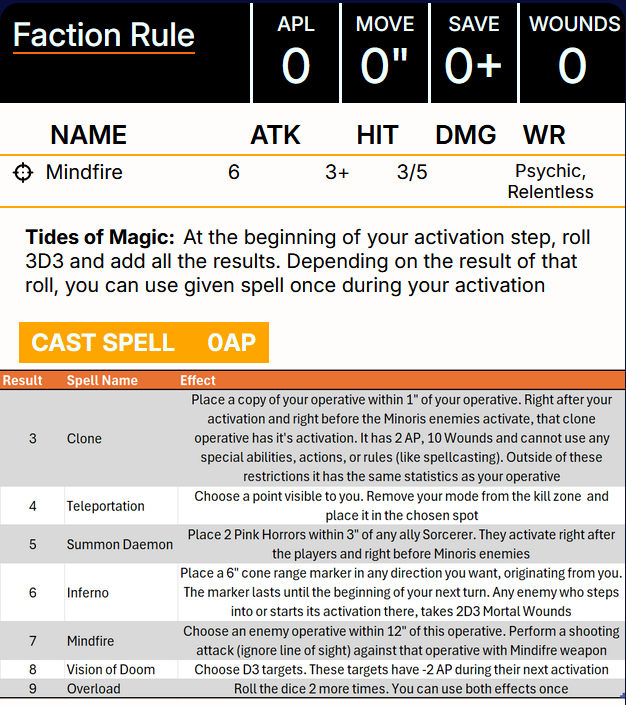 Faction Rule
APL MOVE SAVE WOUNDS
0 0" 0+ 0
NAME ATK HIT DMG WR
Mindfire 6 3+ 3/5 Psychic,
Relentless
Tides of Magic: At the beginning of your activation step, roll
3D3 and add all the results. Depending on the result of that
roll, you can use given spell once during your activation
CAST SPELL 0AP
Result Spell Name Effect
Place a copy of your operative within 1" of your operative. Right after your
activation and right before the Minoris enemies activate, that clone
3 Clone operative has it's activation. It has 2 AP, 10 Wounds and cannot use any
special abilities, actions, or rules (like spellcasting). Outside of these
restrictions it has the same statistics as your operative
4 Teleportation Choose a point visible to you. Remove your mode from the kill zone and
place it in the chosen spot
5 Summon Daemon Place 2 Pink Horrors within 3" of any ally Sorcerer. They activate right after
the players and right before Minoris enemies
Place a 6" cone range marker in any direction you want, originating from you.
6 Inferno The marker lasts until the beginning of your next turn. Any enemy who steps
into or starts its activation there, takes 2D3 Mortal Wounds
7 Mindfire Choose an enemy operative within 12" of this operative. Perform a shooting
attack (ignore line of sight) against that operative with Mindifre weapon
8 Vision of Doom Choose D3 targets. These targets have -2 AP during their next activation
9 Overload Roll the dice 2 more times. You can use both effects once